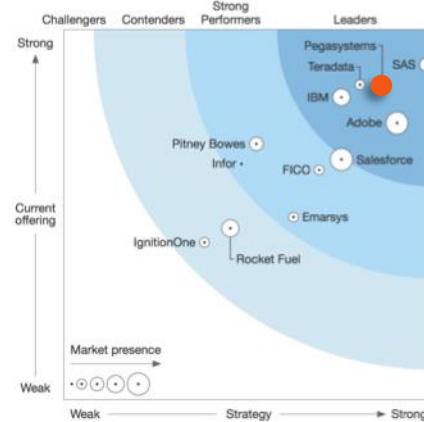 Strong
Challengers Contenders Performers Leaders
Strong
Pegasystems
Teradata
SAS
IBM
Adobe
Pitney Bowes
Infor
Salesforce
FICO
Current
offering
Emarsys
IgnitionOne
Rocket Fuel
Market presence
Weak
Weak Strategy Strong